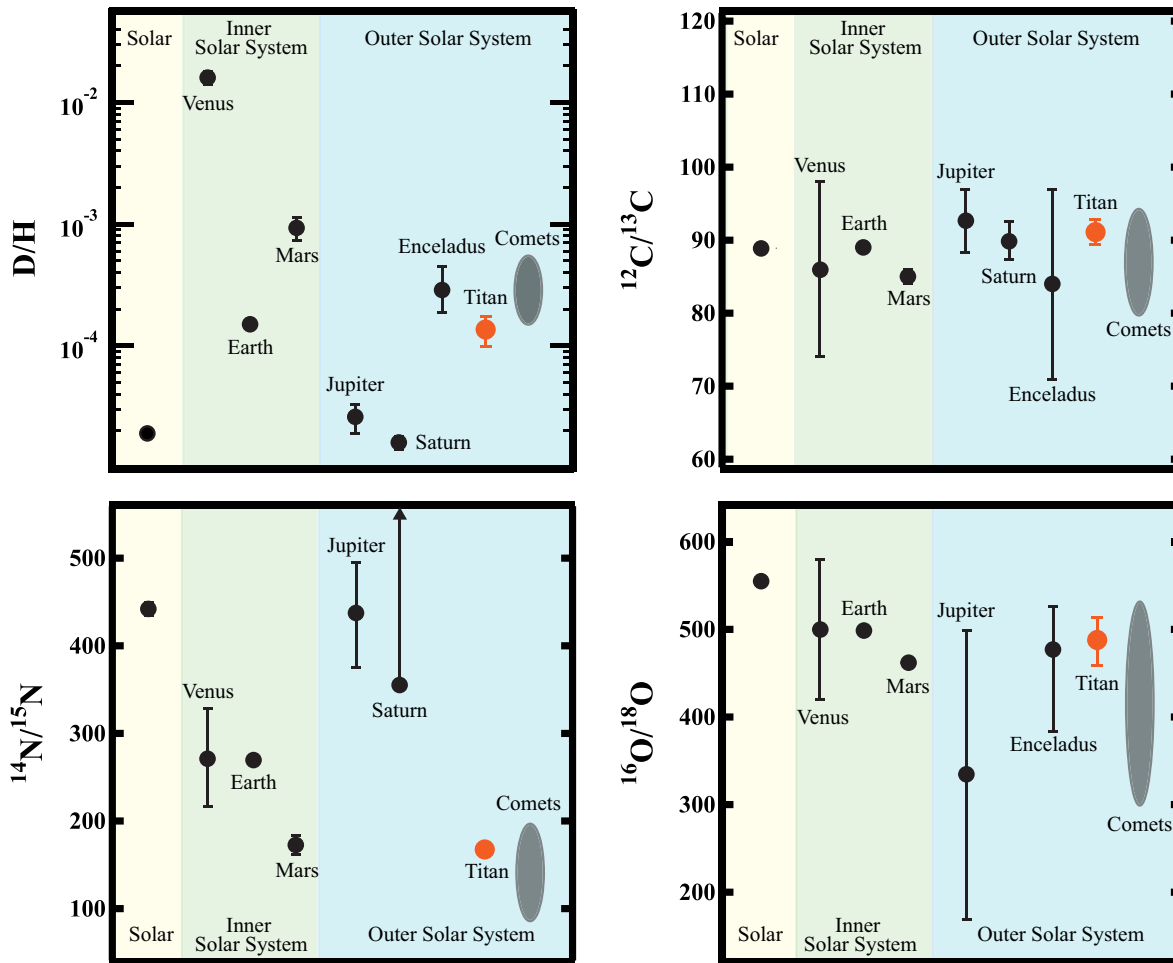 Solar
Inner
Solar System
Outer Solar System
10-2
10-3
10-4
D/H
Venus
Mars
Earth
Enceladus
Comets
Titan
Jupiter
Saturn
120
110
100
90
80
70
60
12C/13C
Solar
Inner
Solar System
Outer Solar System
Venus
Earth
Mars
Jupiter
Saturn
Titan
Comets
Enceladus
500
400
300
200
100
14N/15N
Jupiter
Venus
Saturn
Earth
Comets
Mars
Titan
Solar
Inner
Solar System
Outer Solar System
600
500
400
300
200
16O/18O
Earth
Jupiter
Mars
Venus
Titan
Enceladus
Comets
Solar
Inner
Solar System
Outer Solar System